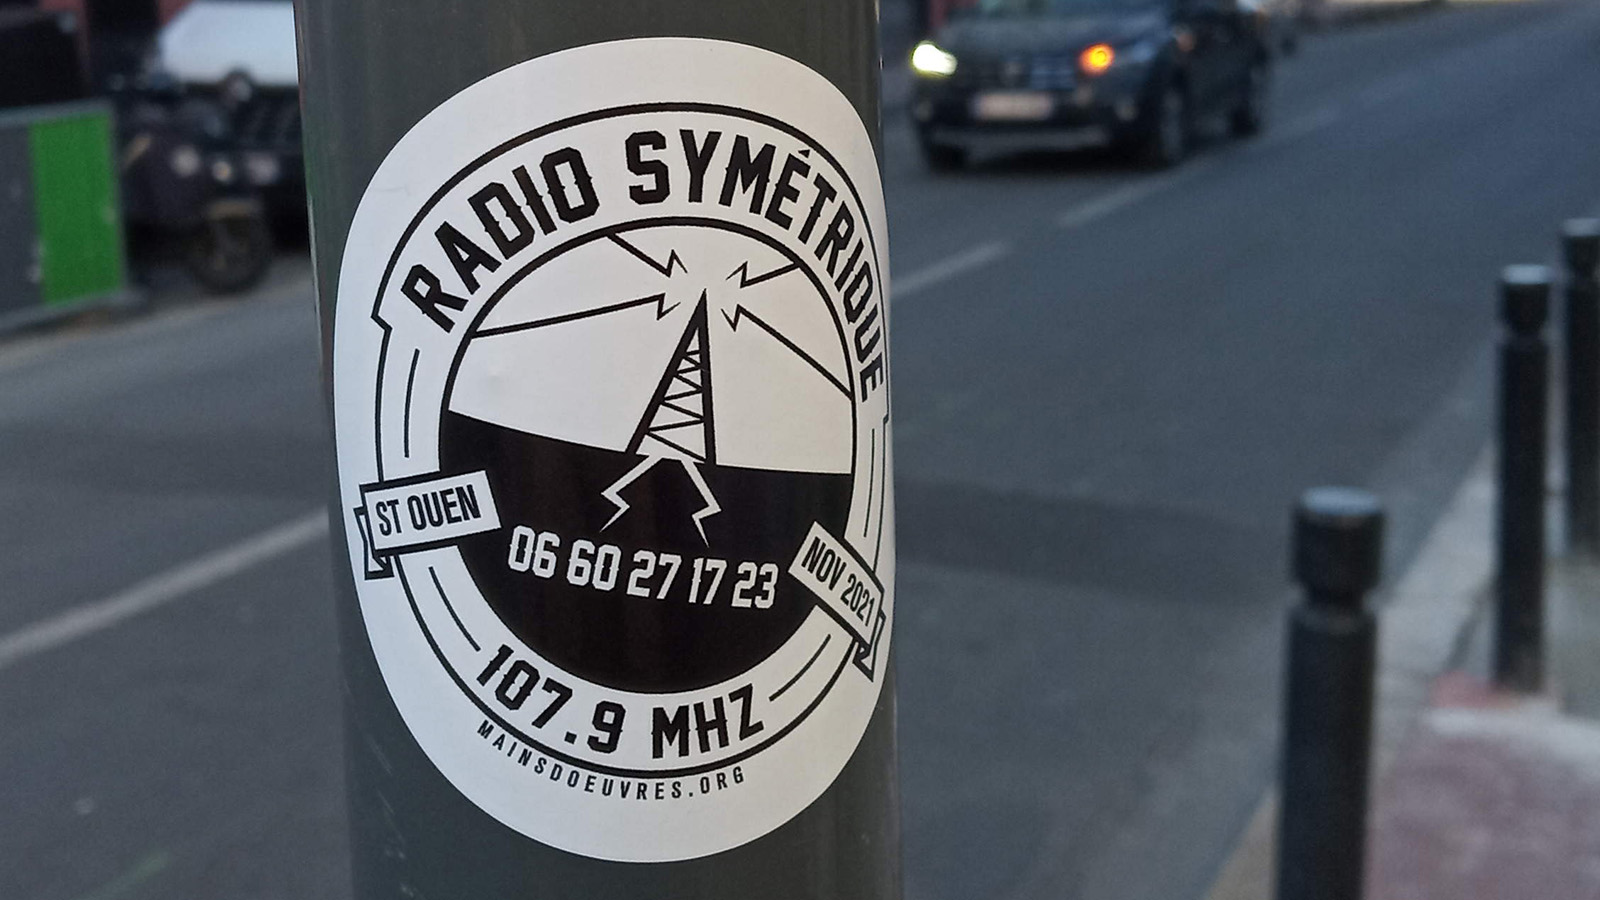 RADIO SYMÉTRIQUE
ST OUEN
06 60 27 17 23
NOV 2021
107.9 MHZ
MAINSDOEUVRES.ORG